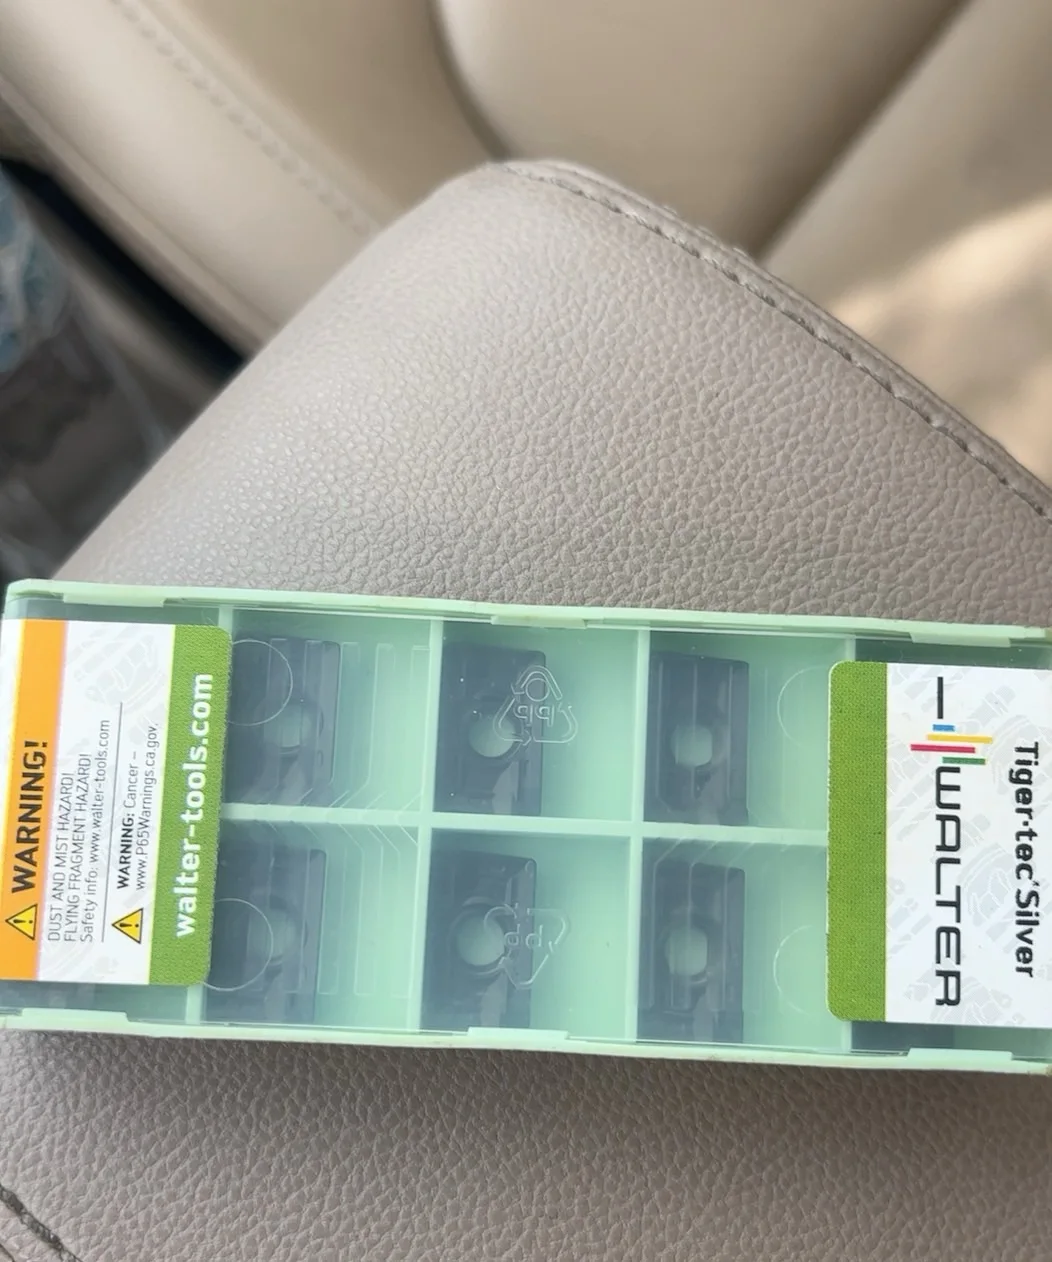 WARNING!
DUST AND MIST HAZARD!
FLYING FRAGMENT HAZARD!
Safety info: www.walter-tools.com
WARNING: Cancer –
www.P65Warnings.ca.gov.
walter-tools.com
PP
PP
Tiger·tec®Silver
WALTER